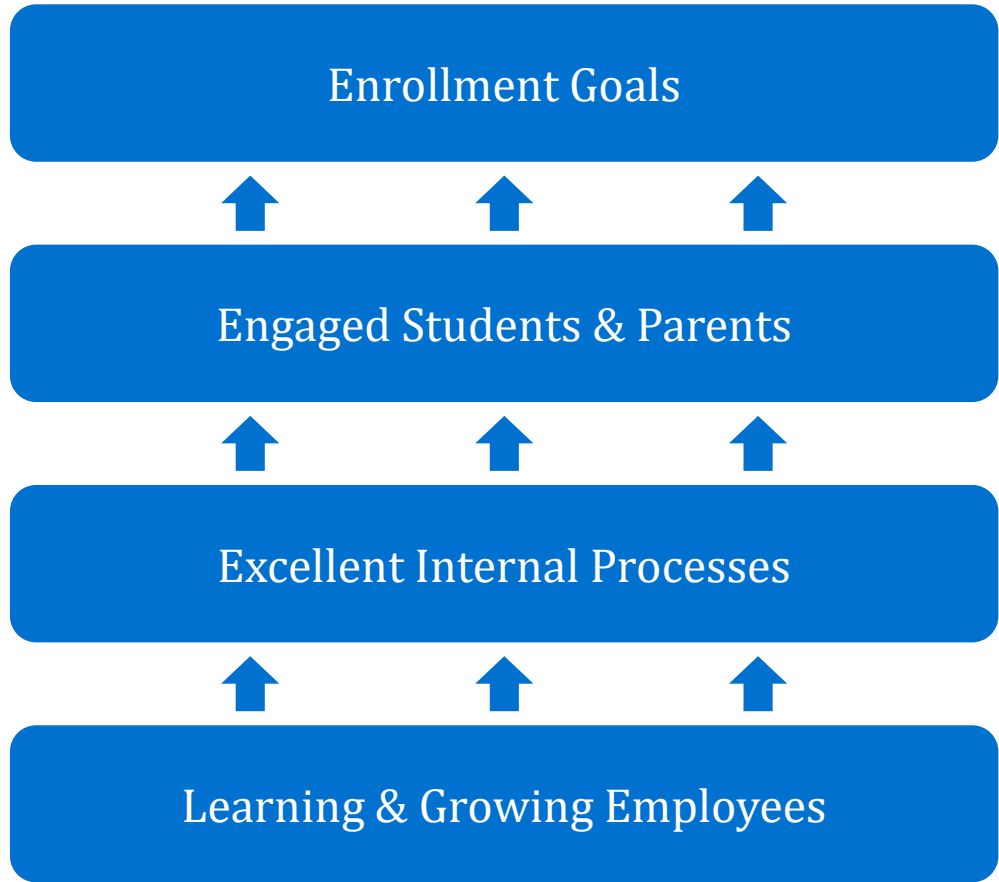 Enrollment Goals
Engaged Students & Parents
Excellent Internal Processes
Learning & Growing Employees